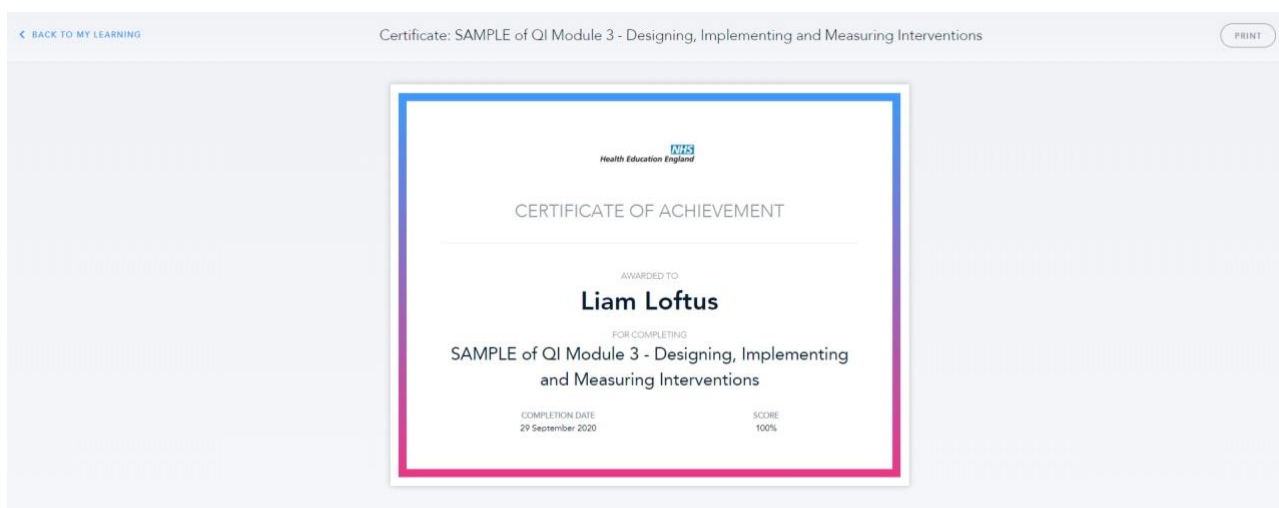 BACK TO MY LEARNING
Certificate: SAMPLE of QI Module 3 - Designing, Implementing and Measuring Interventions
PRINT
NHS
Health Education England
CERTIFICATE OF ACHIEVEMENT
AWARDED TO
Liam Loftus
FOR COMPLETING
SAMPLE of QI Module 3 - Designing, Implementing
and Measuring Interventions
COMPLETION DATE
29 September 2020
SCORE
100%